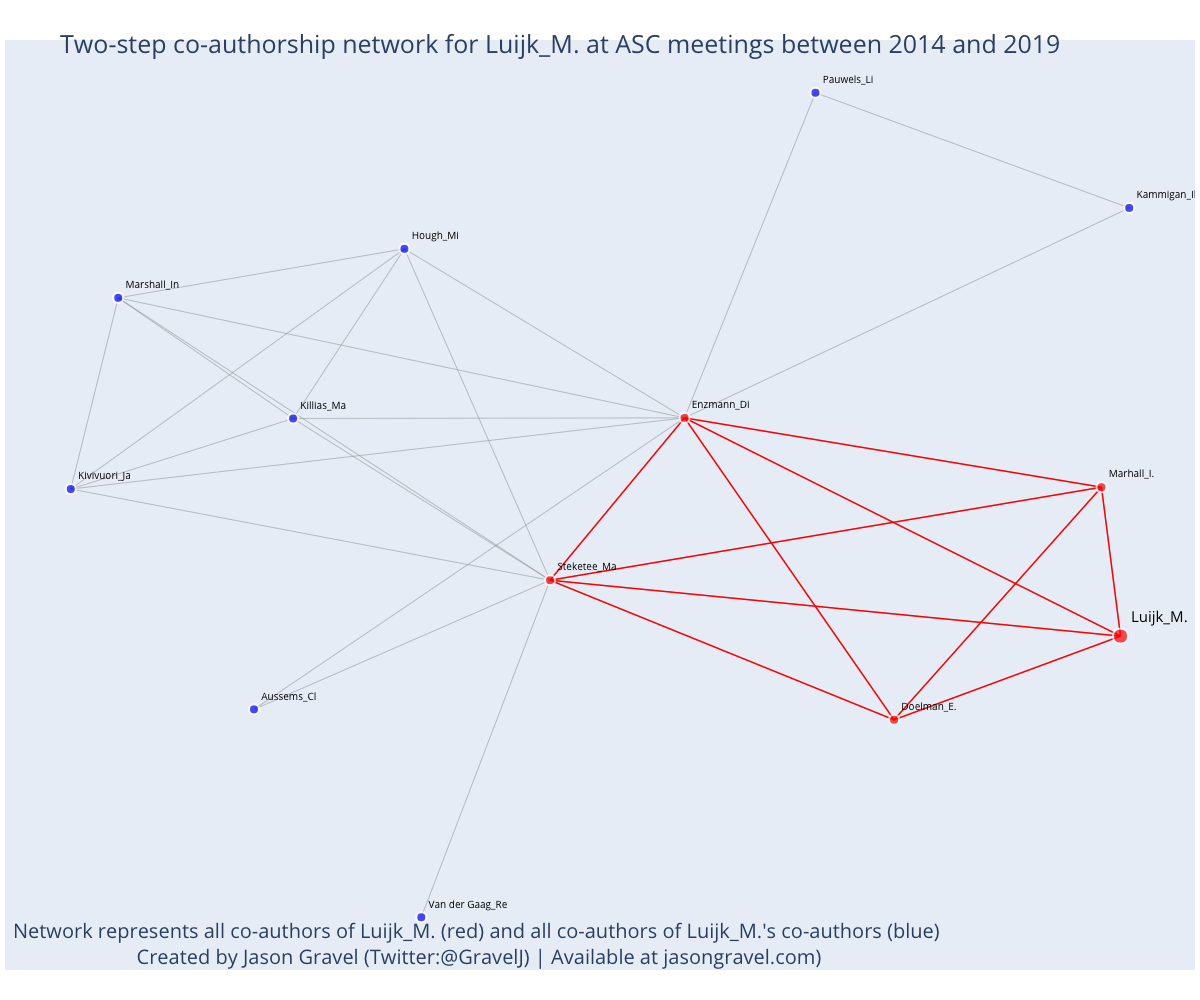 Two-step co-authorship network for Luijk_M. at ASC meetings between 2014 and 2019
Pauwels_Li
Kammigan_Il
Hough_Mi
Marshall_In
Killias_Ma
Enzmann_Di
Kivivuori_Ja
Marhall_I.
Steketee_Ma
Luijk_M.
Aussems_Cl
Doelman_E.
Van der Gaag_Re
Network represents all co-authors of Luijk_M. (red) and all co-authors of Luijk_M.'s co-authors (blue)
Created by Jason Gravel (Twitter:@GravelJ) | Available at jasongravel.com)